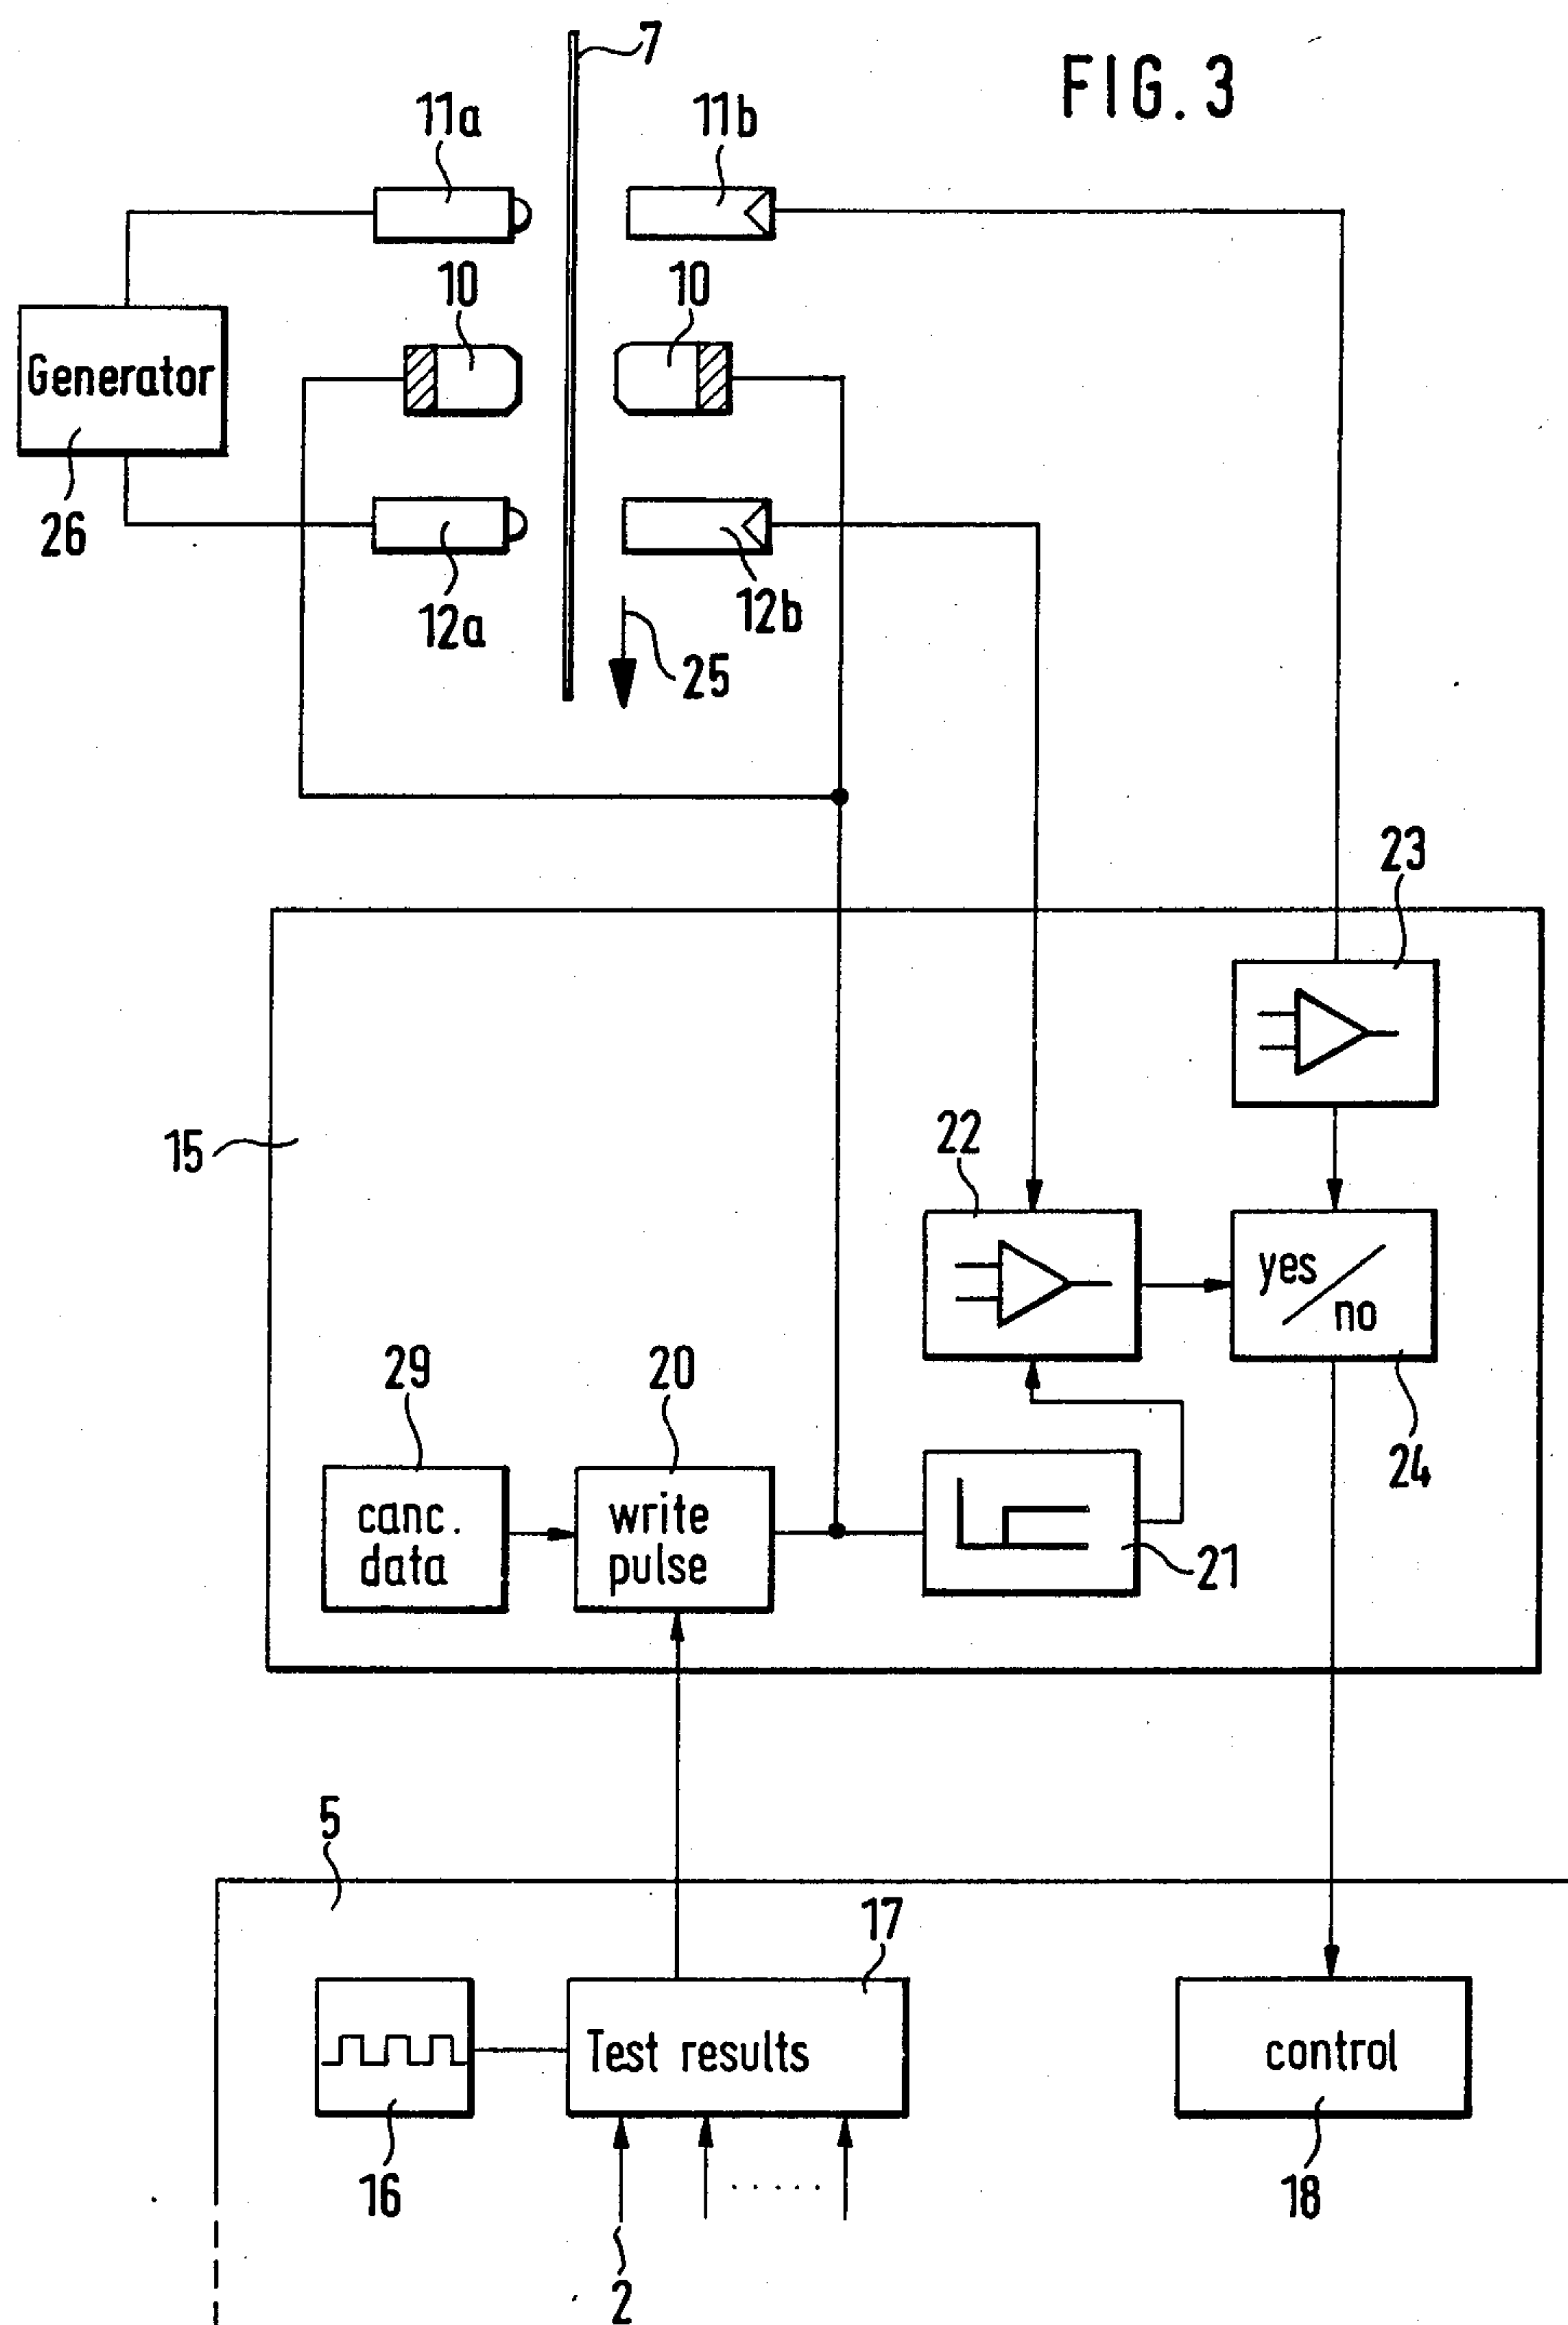 FIG. 3
7
11a
11b
10
10
Generator
26
12a
12b
25
23
15
22
yes
no
29
20
24
canc.
data
write
pulse
21
5
17
Test results
control
16
18
2